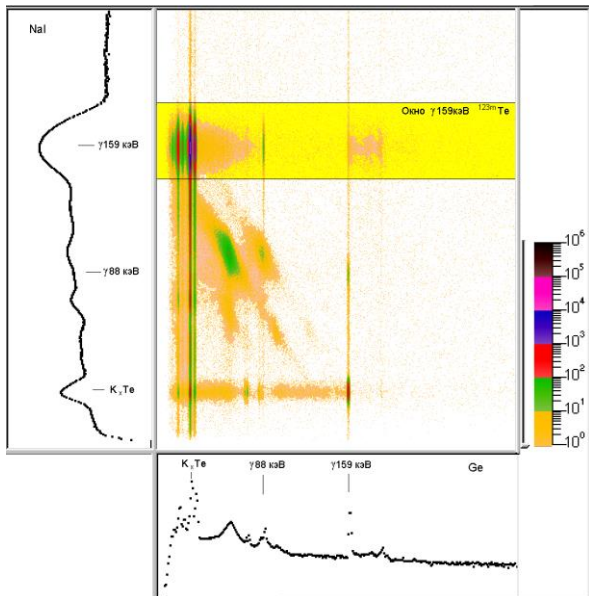 NaI
Окно γ159кэВ ¹²³ᵐTe
γ159 кэВ
γ88 кэВ
KₓTe
10⁶
10⁵
10⁴
10³
10²
10¹
10⁰
KₓTe γ88 кэВ γ159 кэВ Ge